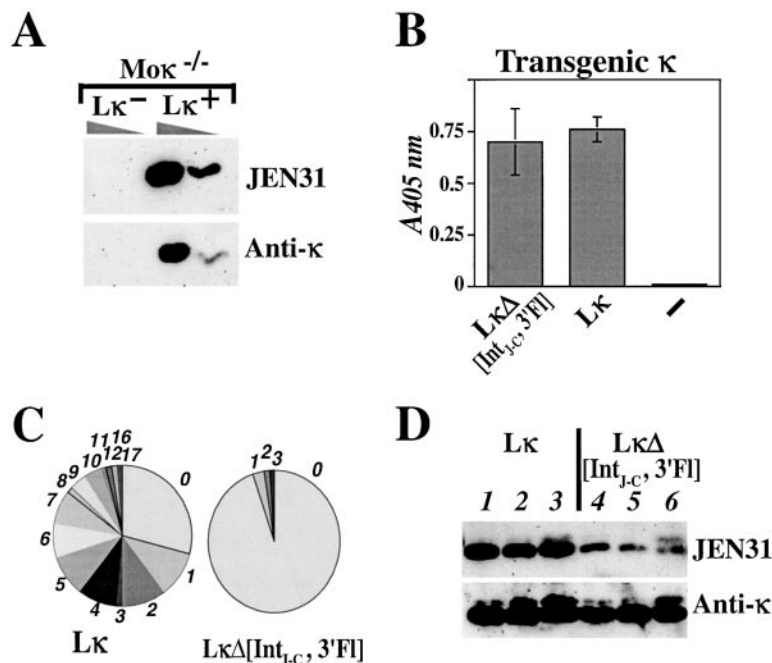 A
Moκ -/-
Lκ− Lκ+
JEN31
Anti-κ
B
Transgenic κ
A405 nm
0.75
0.5
0.25
0
LκΔ
[IntJ-C, 3'Fl]
Lκ
−
C
0
1
2
3
4
5
6
7
8
9
10
11
12
16
17
Lκ
0
1
2
3
LκΔ[IntJ-C, 3'Fl]
D
Lκ
LκΔ
[IntJ-C, 3'Fl]
1 2 3 4 5 6
JEN31
Anti-κ